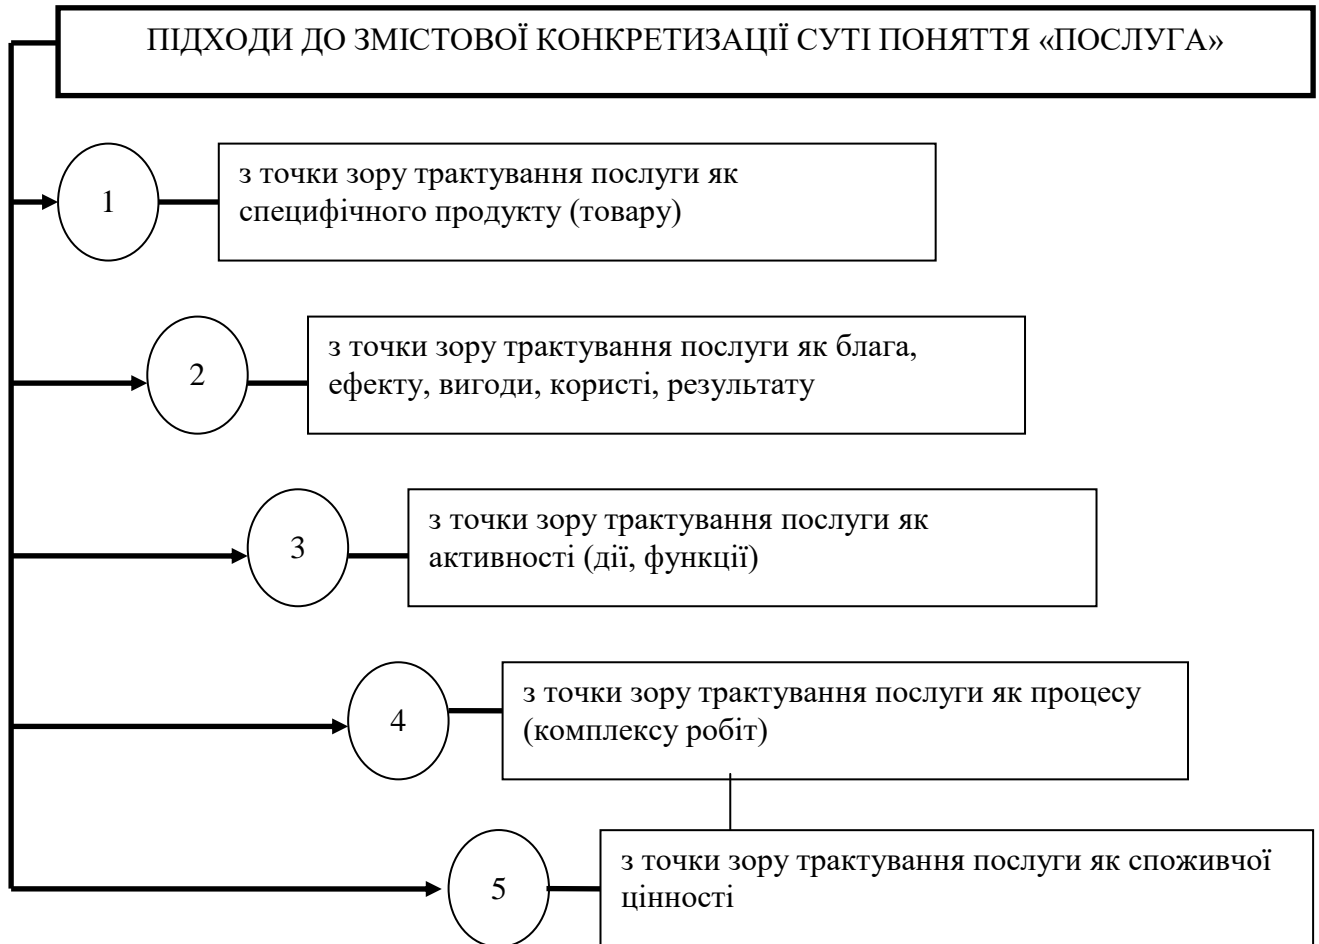 ПІДХОДИ ДО ЗМІСТОВОЇ КОНКРЕТИЗАЦІЇ СУТІ ПОНЯТТЯ «ПОСЛУГА»
1
з точки зору трактування послуги як
специфічного продукту (товару)
2
з точки зору трактування послуги як блага,
ефекту, вигоди, користі, результату
3
з точки зору трактування послуги як
активності (дії, функції)
4
з точки зору трактування послуги як процесу
(комплексу робіт)
5
з точки зору трактування послуги як споживчої
цінності